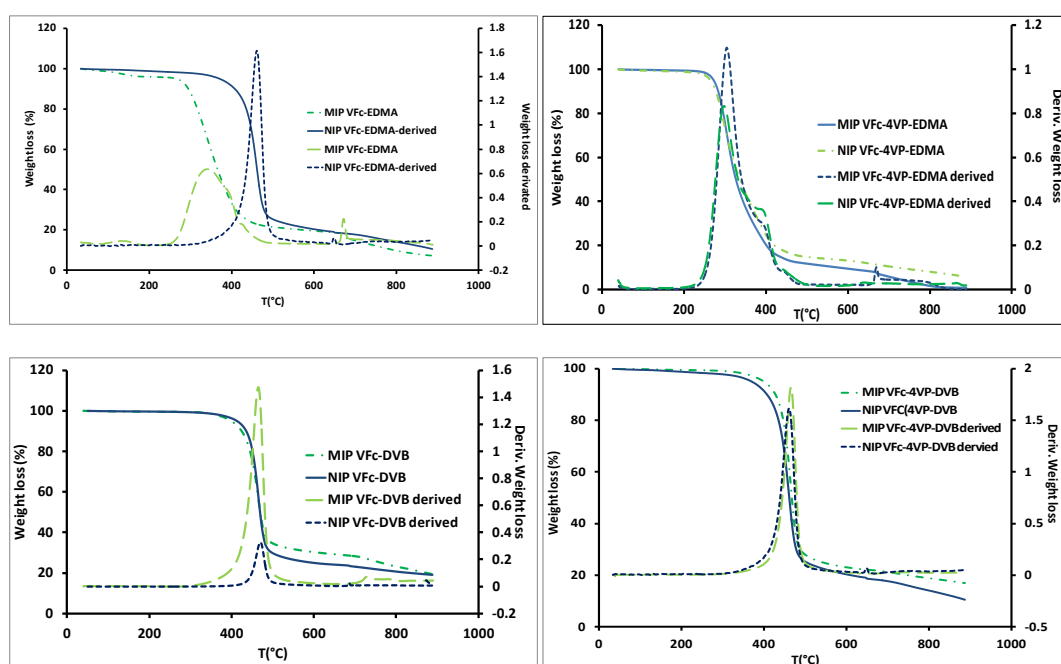 120
100
80
60
40
20
0
Weight loss (%)
1.8
1.6
1.4
1.2
1
0.8
0.6
0.4
0.2
0
-0.2
Weight loss derivated
MIP VFc-EDMA
NIP VFc-EDMA-derived
MIP VFc-EDMA
NIP VFc-EDMA-derived
0 200 400 600 800 1000
T(°C)
120
100
80
60
40
20
0
Weight loss (%)
1.2
1
0.8
0.6
0.4
0.2
0
Deriv. Weight loss
MIP VFc-4VP-EDMA
NIP VFc-4VP-EDMA
MIP VFc-4VP-EDMA derived
NIP VFc-4VP-EDMA derived
0 200 400 600 800 1000
T(°C)
120
100
80
60
40
20
0
Weight loss (%)
1.6
1.4
1.2
1
0.8
0.6
0.4
0.2
0
-0.2
Deriv. Weight loss
MIP VFc-DVB
NIP VFc-DVB
MIP VFc-DVB derived
NIP VFc-DVB derived
0 200 400 600 800 1000
T(°C)
100
80
60
40
20
0
Weight loss (%)
2
1.5
1
0.5
0
-0.5
Deriv. Weight loss
MIP VFc-4VP-DVB
NIP VFC(4VP-DVB
MIP VFc-4VP-DVB derived
NIP VFc-4VP-DVB dervied
0 200 400 600 800 1000
T(°C)